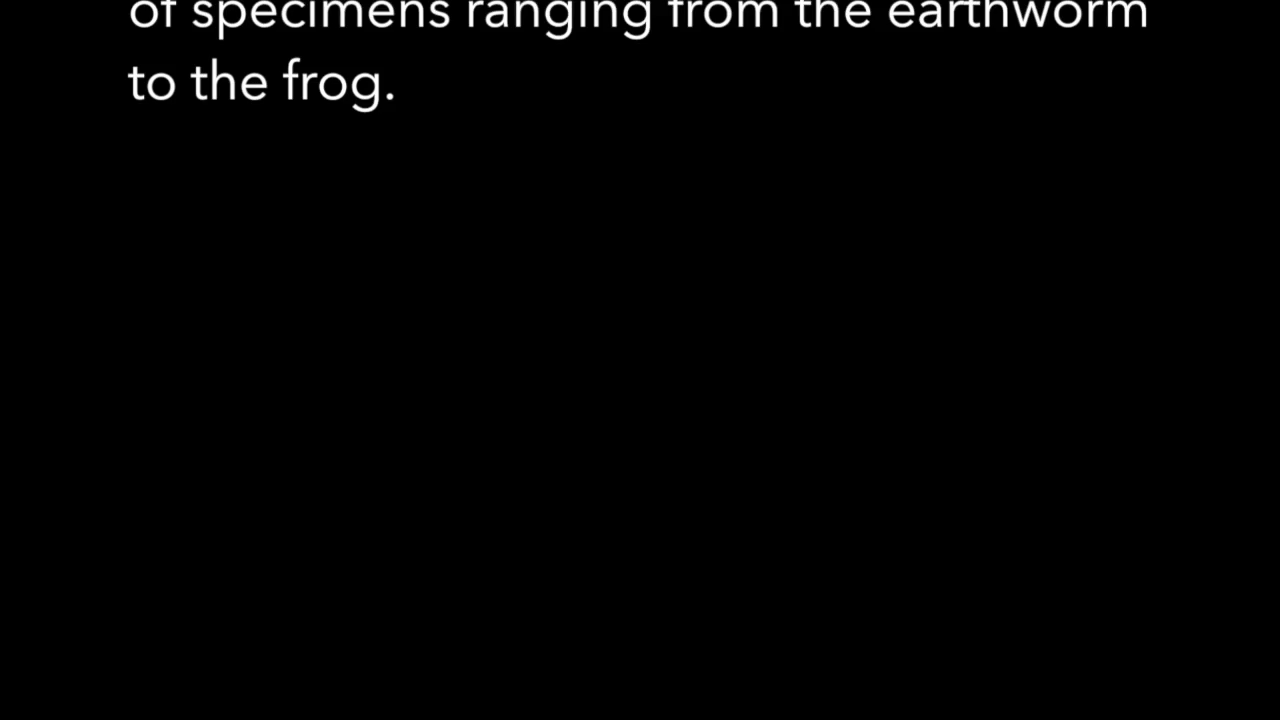 of specimens ranging from the earthworm
to the frog.